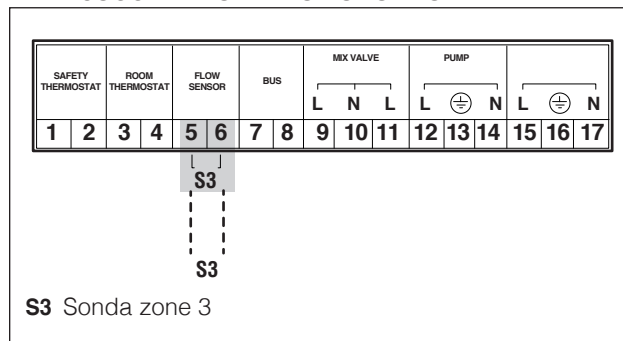 SAFETY THERMOSTAT
ROOM THERMOSTAT
FLOW SENSOR
BUS
MIX VALVE
PUMP
L N L L N L N
1 2 3 4 5 6 7 8 9 10 11 12 13 14 15 16 17
S3
S3
S3 Sonda zone 3